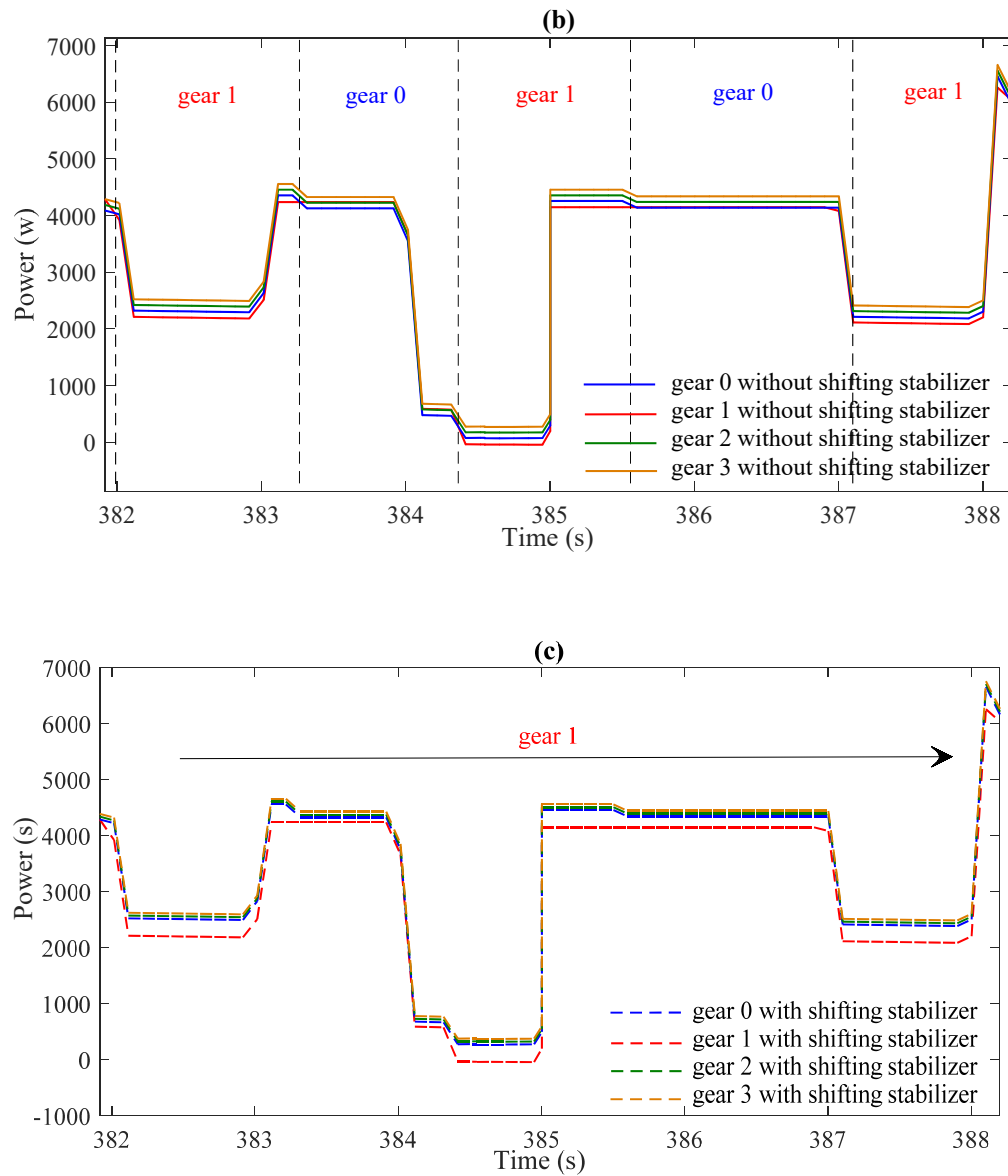 (b)
7000
6000
5000
4000
3000
2000
1000
0
Power (w)
gear 1
gear 0
gear 1
gear 0
gear 1
gear 0 without shifting stabilizer
gear 1 without shifting stabilizer
gear 2 without shifting stabilizer
gear 3 without shifting stabilizer
382 383 384 385 386 387 388
Time (s)
(c)
7000
6000
5000
4000
3000
2000
1000
0
-1000
Power (s)
gear 1
gear 0 with shifting stabilizer
gear 1 with shifting stabilizer
gear 2 with shifting stabilizer
gear 3 with shifting stabilizer
382 383 384 385 386 387 388
Time (s)